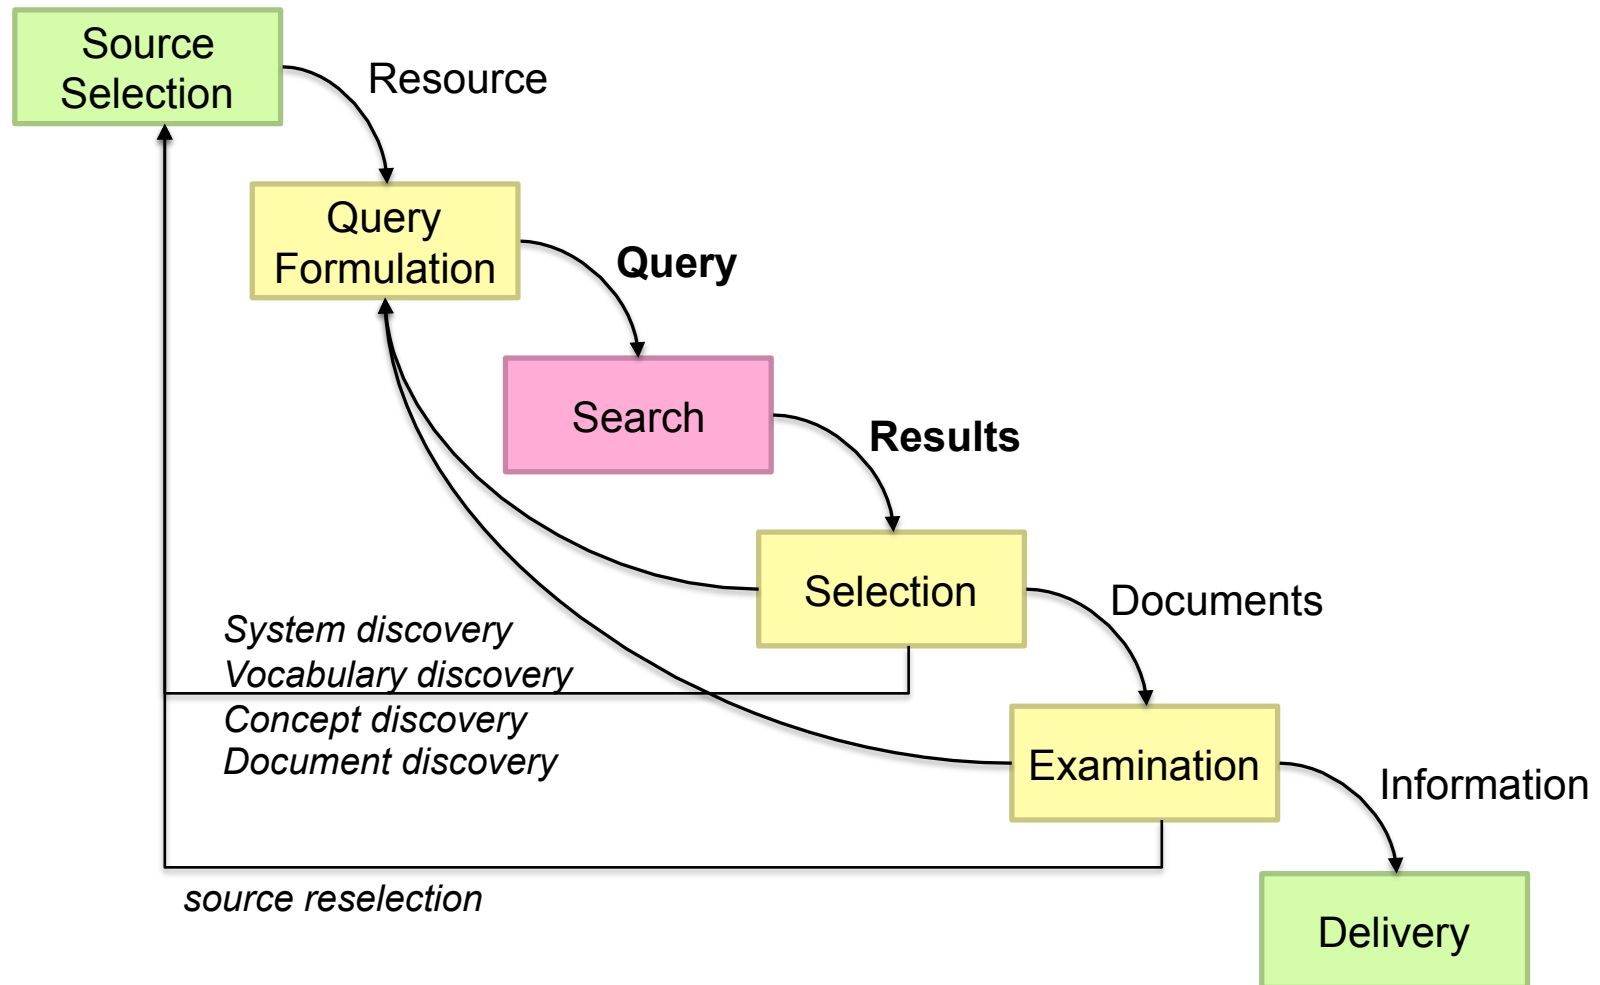 Source
Selection
Resource
Query
Formulation
Query
Search
Results
Selection
Documents
System discovery
Vocabulary discovery
Concept discovery
Document discovery
Examination
Information
source reselection
Delivery